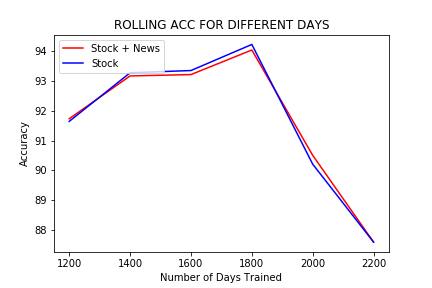 ROLLING ACC FOR DIFFERENT DAYS
Stock + News
Stock
94
93
92
91
90
89
88
Accuracy
1200 1400 1600 1800 2000 2200
Number of Days Trained